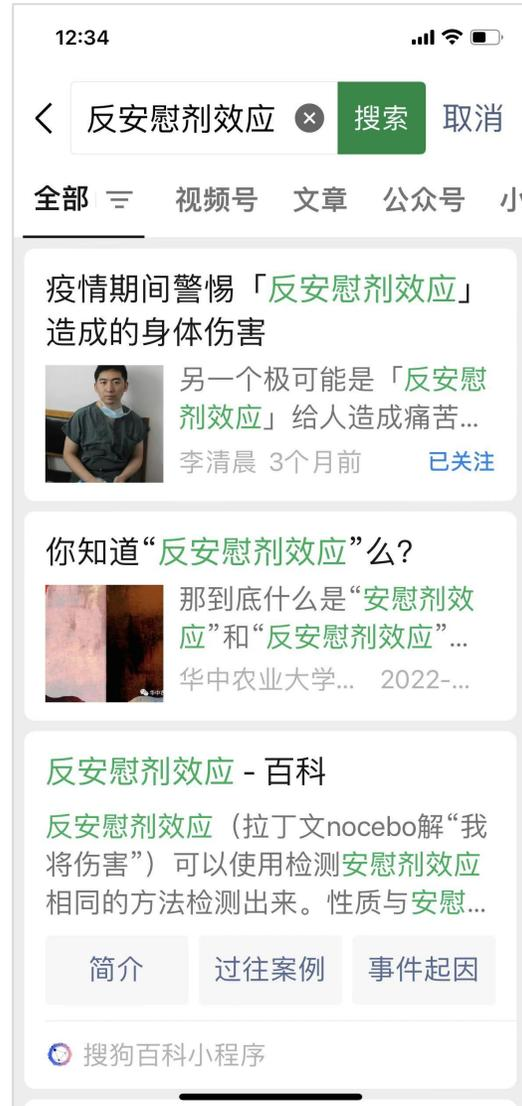 12:34
反安慰剂效应 搜索 取消
全部 视频号 文章 公众号 小
疫情期间警惕「反安慰剂效应」
造成的身体伤害
另一个极可能是「反安慰
剂效应」给人造成痛苦...
李清晨 3个月前 已关注
你知道“反安慰剂效应”么?
那到底什么是“安慰剂效
应”和“反安慰剂效应”...
华中农业大学... 2022-...
反安慰剂效应 - 百科
反安慰剂效应（拉丁文nocebo解“我
将伤害”）可以使用检测安慰剂效应
相同的方法检测出来。性质与安慰...
简介 过往案例 事件起因
搜狗百科小程序